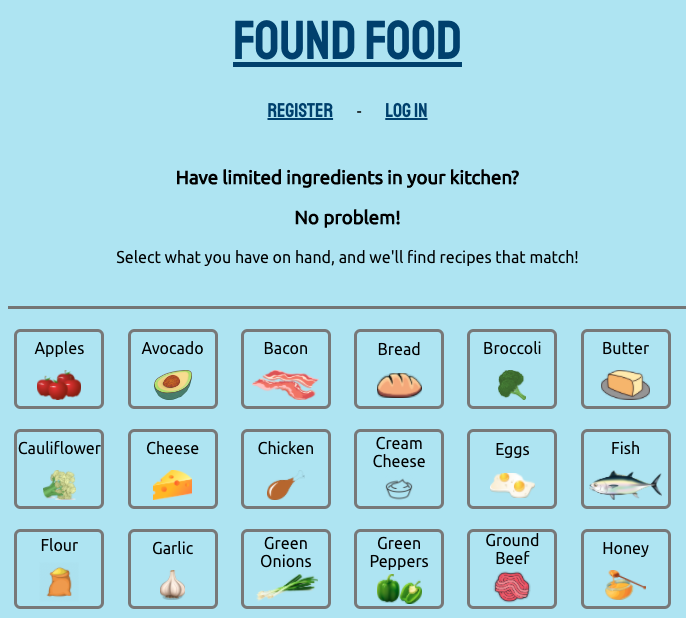 FOUND FOOD
REGISTER - LOG IN
Have limited ingredients in your kitchen?
No problem!
Select what you have on hand, and we'll find recipes that match!
Apples
Avocado
Bacon
Bread
Broccoli
Butter
Cauliflower
Cheese
Chicken
Cream
Cheese
Eggs
Fish
Flour
Garlic
Green
Onions
Green
Peppers
Ground
Beef
Honey